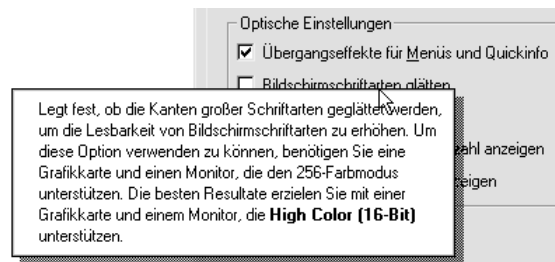 Optische Einstellungen
Übergangseffekte für Menüs und Quickinfo
Bildschirmschriftarten glätten
Legt fest, ob die Kanten großer Schriftarten geglättet werden,
um die Lesbarkeit von Bildschirmschriftarten zu erhöhen. Um
diese Option verwenden zu können, benötigen Sie eine
Grafikkarte und einen Monitor, die den 256-Farbmodus
unterstützen. Die besten Resultate erzielen Sie mit einer
Grafikkarte und einem Monitor, die High Color (16-Bit)
unterstützen.
anzeigen